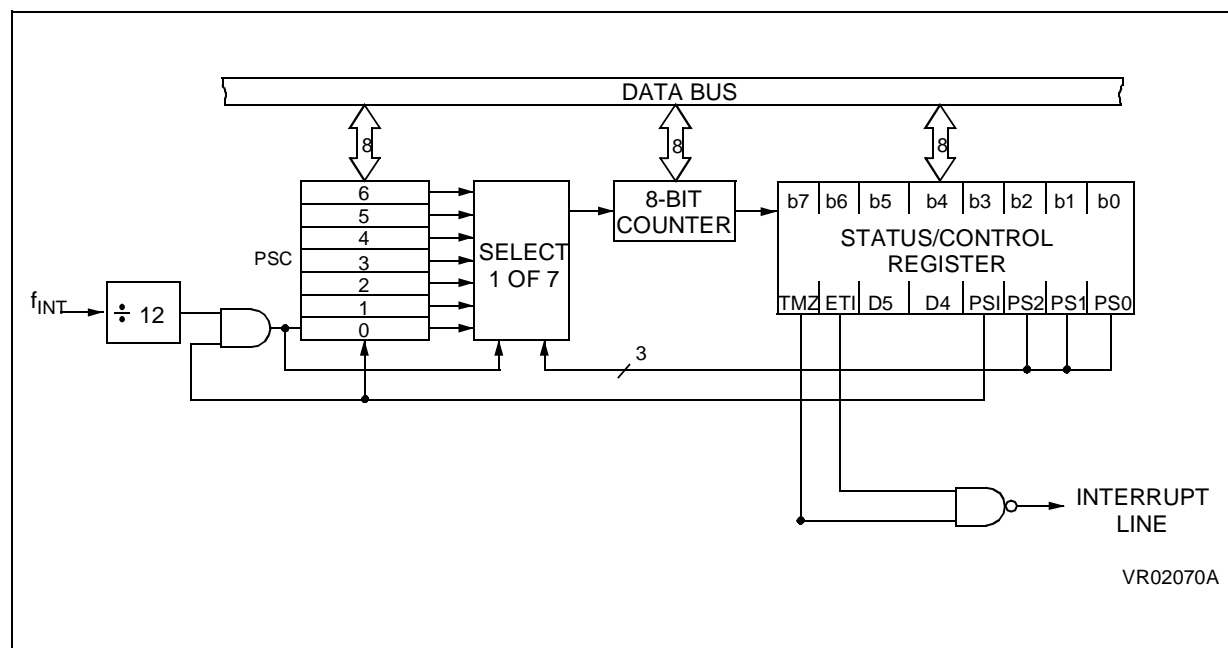 DATA BUS
8
8
8
6
5
4
3
2
1
0
PSC
SELECT
1 OF 7
8-BIT
COUNTER
b7 b6 b5 b4 b3 b2 b1 b0
STATUS/CONTROL
REGISTER
TMZ ETI D5 D4 PSI PS2 PS1 PS0
fINT
÷ 12
3
INTERRUPT
LINE
VR02070A